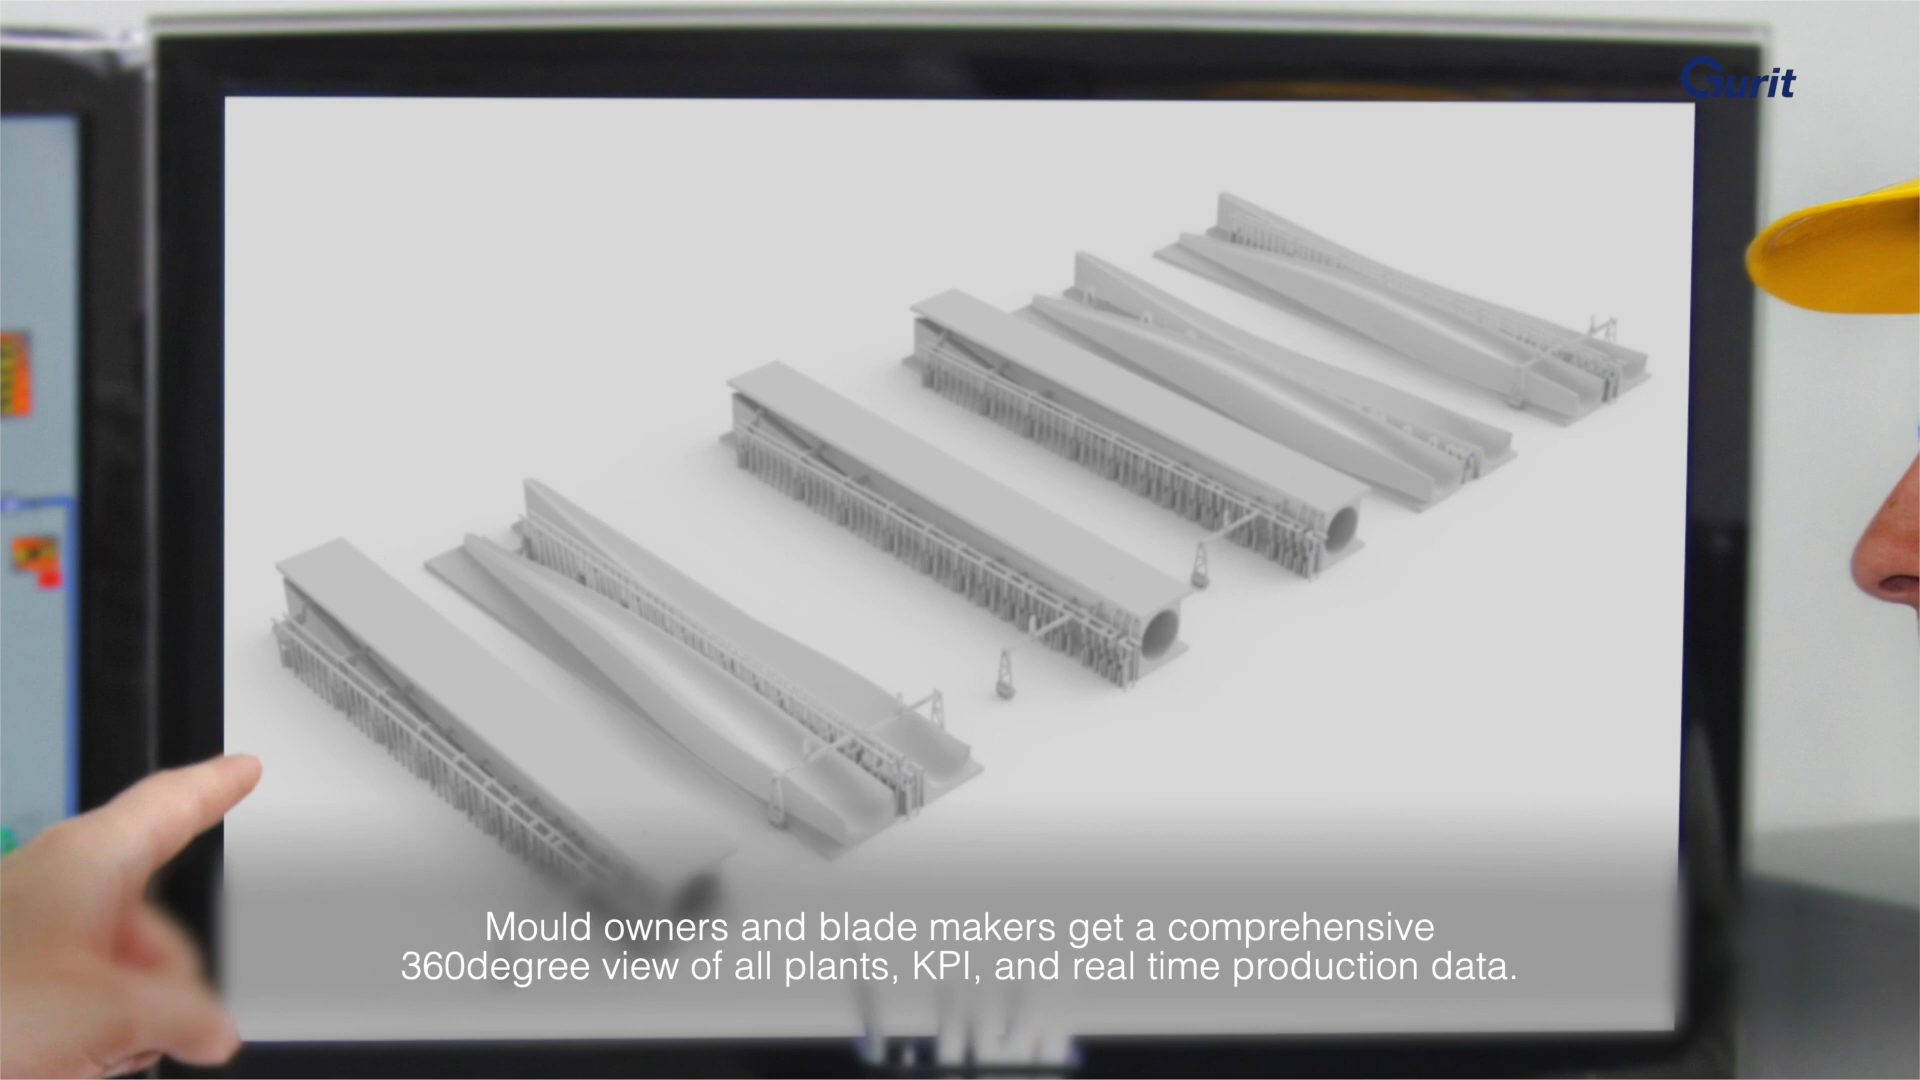 Gurit
Mould owners and blade makers get a comprehensive
360degree view of all plants, KPI, and real time production data.